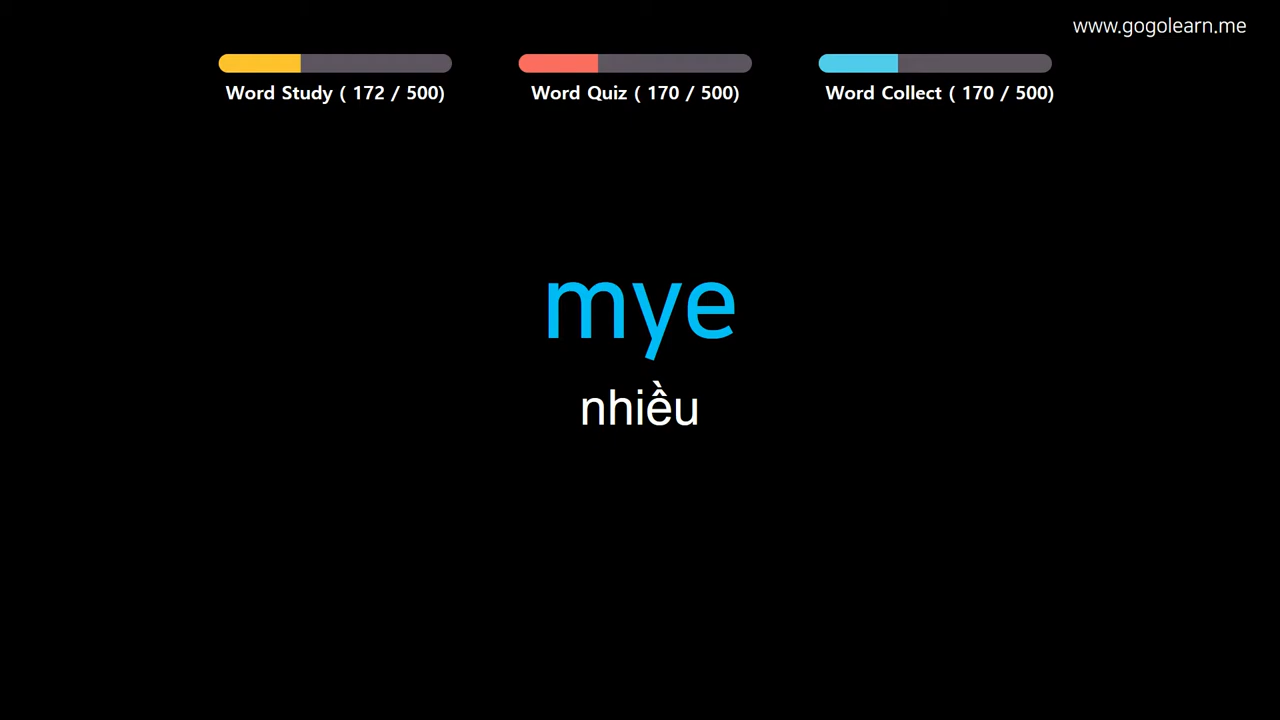 www.gogolearn.me
Word Study ( 172 / 500)
Word Quiz ( 170 / 500)
Word Collect ( 170 / 500)
mye
nhiều